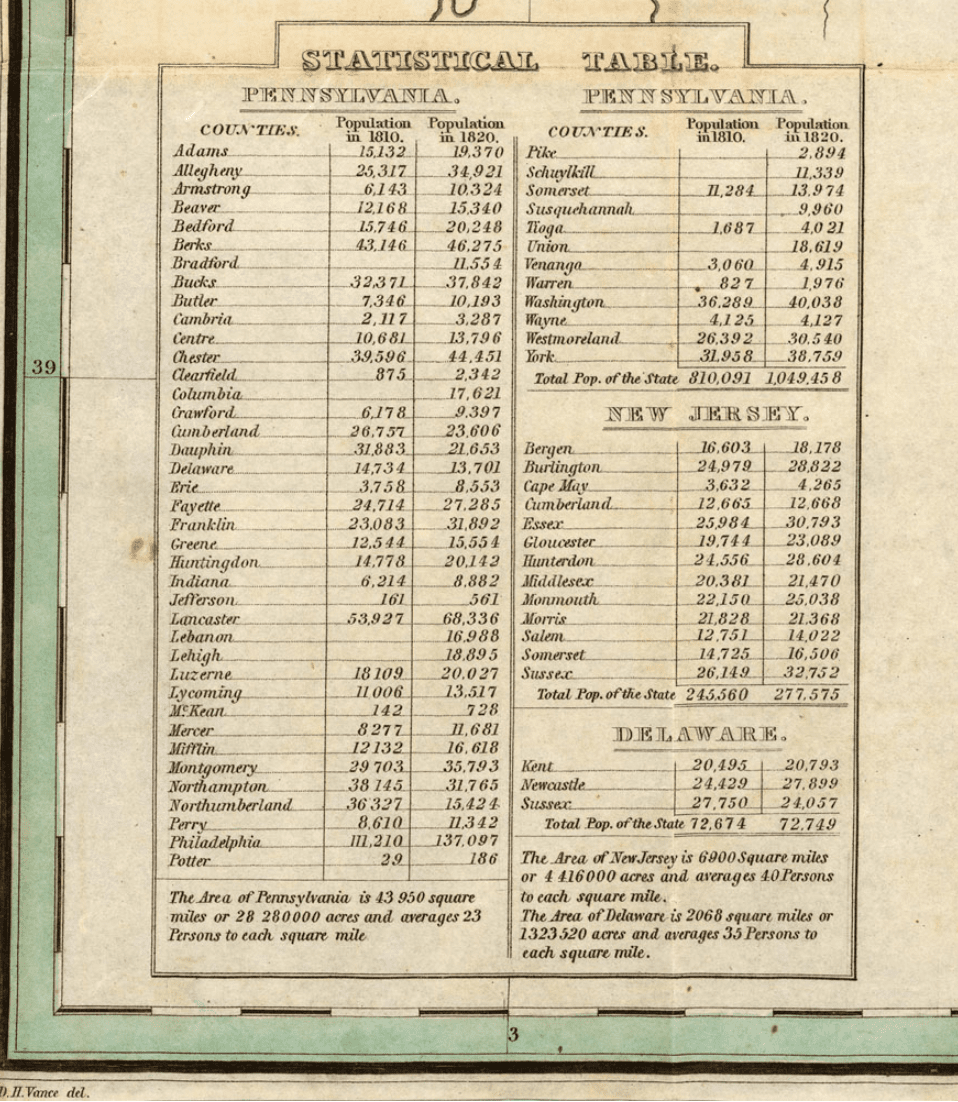 STATISTICAL TABLE.
PENNSYLVANIA.
COUNTIES. Population in 1810. Population in 1820.
Adams 15,132 19,370
Allegheny 25,317 34,921
Armstrong 6,143 10,324
Beaver 12,168 15,340
Bedford 15,746 20,248
Berks 43,146 46,275
Bradford 11,554
Bucks 32,371 37,842
Butler 7,346 10,193
Cambria 2,117 3,287
Centre 10,681 13,796
Chester 39,596 44,451
Clearfield 875 2,342
Columbia 17,621
Crawford 6,178 9,397
Cumberland 26,757 23,606
Dauphin 31,883 21,653
Delaware 14,734 13,701
Erie 3,758 8,553
Fayette 24,714 27,285
Franklin 23,083 31,892
Greene 12,544 15,554
Huntingdon 14,778 20,142
Indiana 6,214 8,882
Jefferson 161 561
Lancaster 53,927 68,336
Lebanon 16,988
Lehigh 18,895
Luzerne 18109 20,027
Lycoming 11006 13,517
Mc.Kean 142 728
Mercer 8277 11,681
Mifflin 12132 16,618
Montgomery 29703 35,793
Northampton 38145 31,765
Northumberland 36327 15,424
Perry 8,610 11,342
Philadelphia 111,210 137,097
Potter 29 186
The Area of Pennsylvania is 43 950 square
miles or 28 280000 acres and averages 23
Persons to each square mile
PENNSYLVANIA.
COUNTIES. Population in 1810. Population in 1820.
Pike 2,894
Schuylkill 11,339
Somerset 11,284 13,974
Susquehannah 9,960
Tioga 1,687 4,021
Union 18,619
Venango 3,060 4,915
Warren 827 1,976
Washington 36,289 40,038
Wayne 4,125 4,127
Westmoreland 26,392 30,540
York 31,958 38,759
Total Pop. of the State 810,091 1,049,458
NEW JERSEY.
Bergen 16,603 18,178
Burlington 24,979 28,822
Cape May 3,632 4,265
Cumberland 12,665 12,668
Essex 25,984 30,793
Gloucester 19,744 23,089
Hunterdon 24,556 28,604
Middlesex 20,381 21,470
Monmouth 22,150 25,038
Morris 21,828 21,368
Salem 12,751 14,022
Somerset 14,725 16,506
Sussex 26,149 32,752
Total Pop. of the State 245,560 277,575
DELAWARE.
Kent 20,495 20,793
Newcastle 24,429 27,899
Sussex 27,750 24,057
Total Pop. of the State 72,674 72,749
The Area of New Jersey is 6900 Square miles
or 4 416000 acres and averages 40 Persons
to each square mile.
The Area of Delaware is 2068 square miles or
1323520 acres and averages 35 Persons to
each square mile.
39
3
D.H.Vance del.